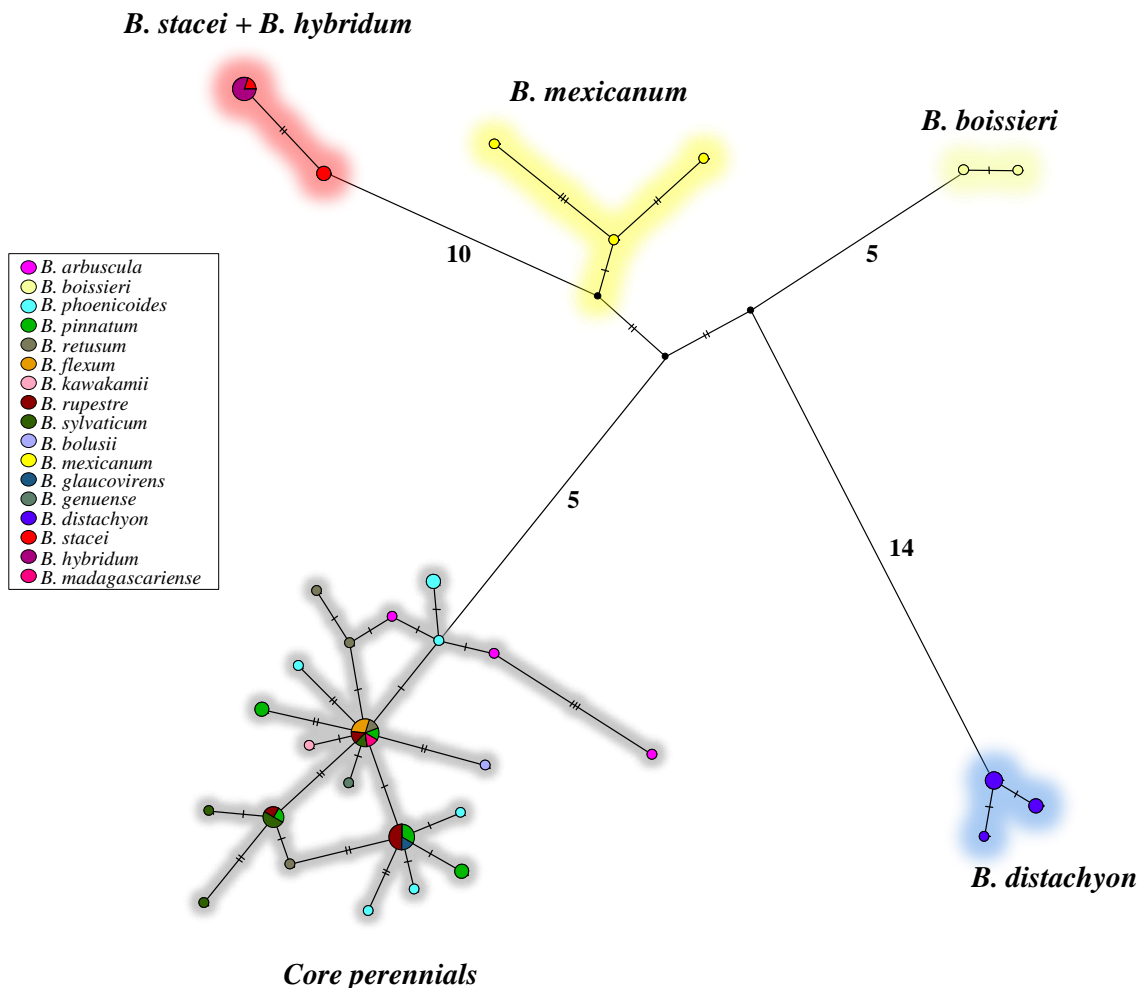 B. stacei + B. hybridum
B. mexicanum
B. boissieri
10
5
B. arbuscula
B. boissieri
B. phoenicoides
B. pinnatum
B. retusum
B. flexum
B. kawakamii
B. rupestre
B. sylvaticum
B. bolusii
B. mexicanum
B. glaucovirens
B. genuense
B. distachyon
B. stacei
B. hybridum
B. madagascariense
5
14
B. distachyon
Core perennials